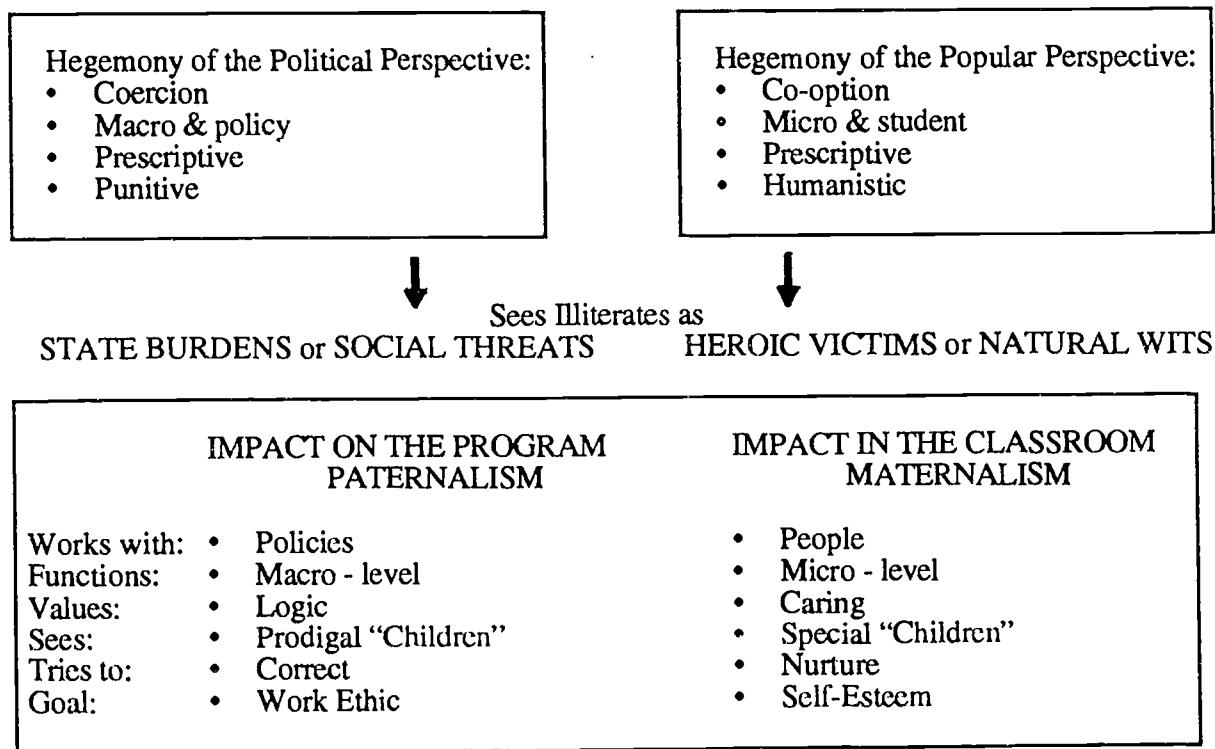 Hegemony of the Political Perspective:
• Coercion
• Macro & policy
• Prescriptive
• Punitive
Hegemony of the Popular Perspective:
• Co-option
• Micro & student
• Prescriptive
• Humanistic
Sees Illiterates as
STATE BURDENS or SOCIAL THREATS
HEROIC VICTIMS or NATURAL WITS
IMPACT ON THE PROGRAM
PATERNALISM
IMPACT IN THE CLASSROOM
MATERNALISM
Works with: • Policies • People
Functions: • Macro - level • Micro - level
Values: • Logic • Caring
Sees: • Prodigal “Children” • Special “Children”
Tries to: • Correct • Nurture
Goal: • Work Ethic • Self-Esteem